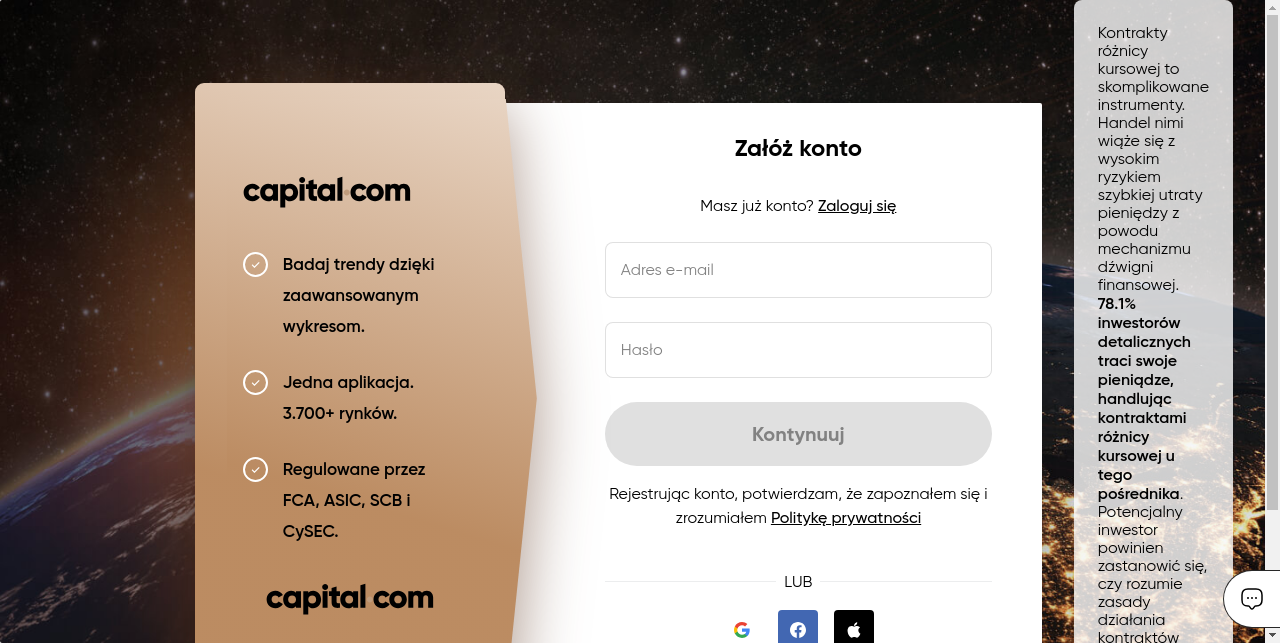 capital.com
Badaj trendy dzięki
zaawansowanym
wykresom.
Jedna aplikacja.
3.700+ rynków.
Regulowane przez
FCA, ASIC, SCB i
CySEC.
capital com
Załóż konto
Masz już konto? Zaloguj się
Adres e-mail
Hasło
Kontynuuj
Rejestrując konto, potwierdzam, że zapoznałem się i
zrozumiałem Politykę prywatności
LUB
Kontrakty
różnicy
kursowej to
skomplikowane
instrumenty.
Handel nimi
wiąże się z
wysokim
ryzykiem
szybkiej utraty
pieniędzy z
powodu
mechanizmu
dźwigni
finansowej.
78.1%
inwestorów
detalicznych
traci swoje
pieniądze,
handlując
kontraktami
różnicy
kursowej u
tego
pośrednika.
Potencjalny
inwestor
powinien
zastanowić się,
czy rozumie
zasady
działania
kontraktów